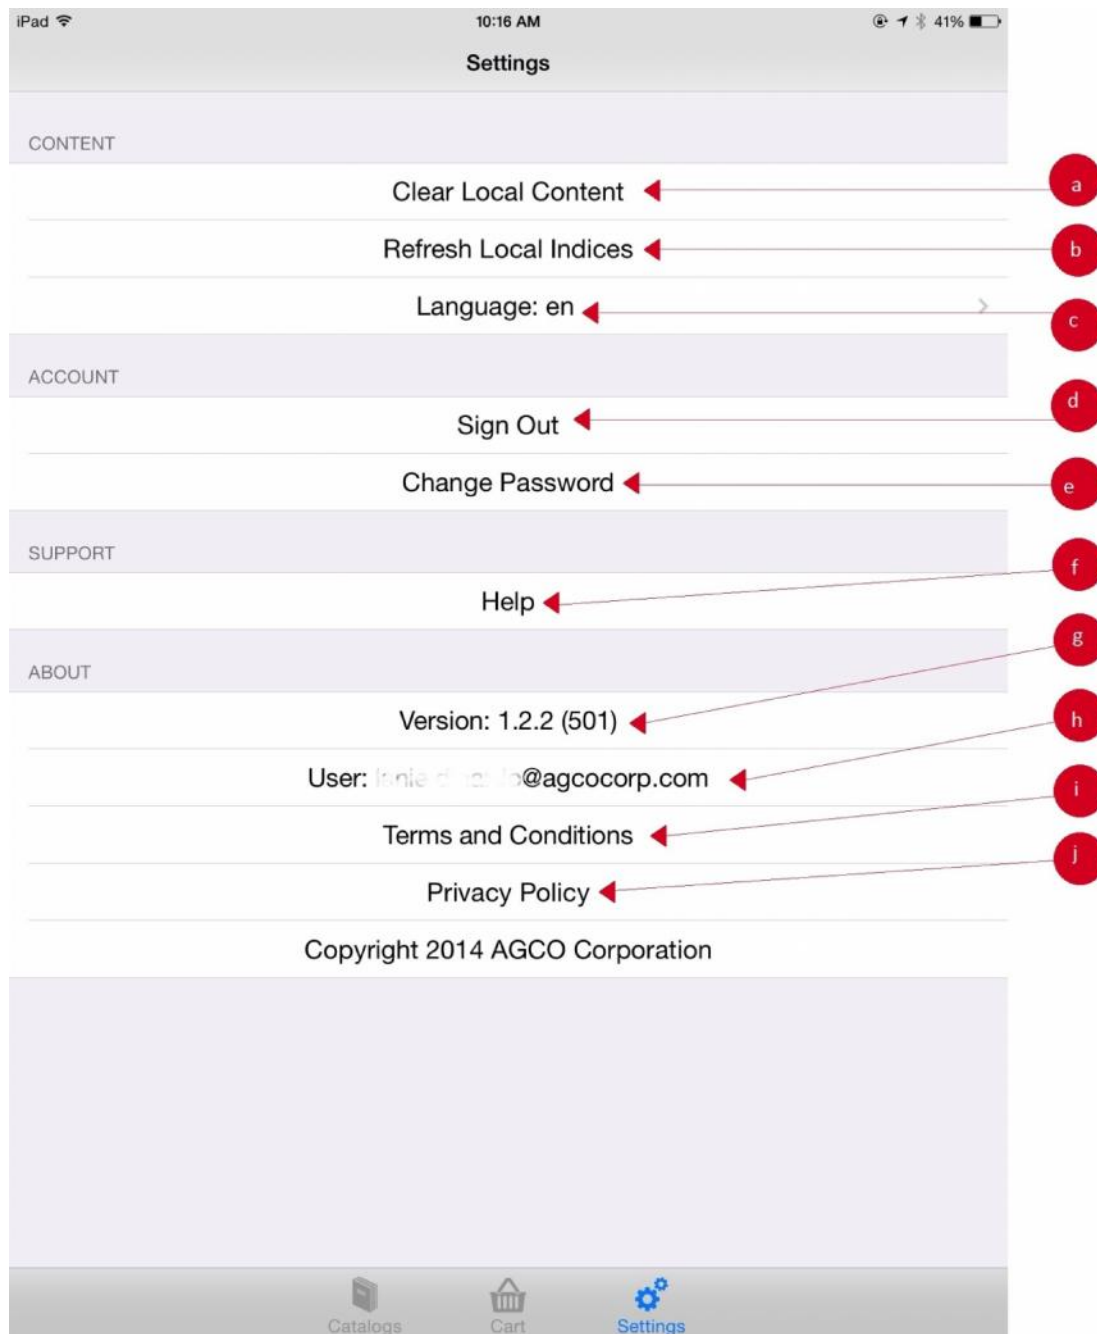 iPad 10:16 AM 41%
Settings
CONTENT
Clear Local Content a
Refresh Local Indices b
Language: en c
ACCOUNT
Sign Out d
Change Password e
SUPPORT
Help f
ABOUT
Version: 1.2.2 (501) g
User: @agcocorp.com h
Terms and Conditions i
Privacy Policy j
Copyright 2014 AGCO Corporation
Catalogs Cart Settings